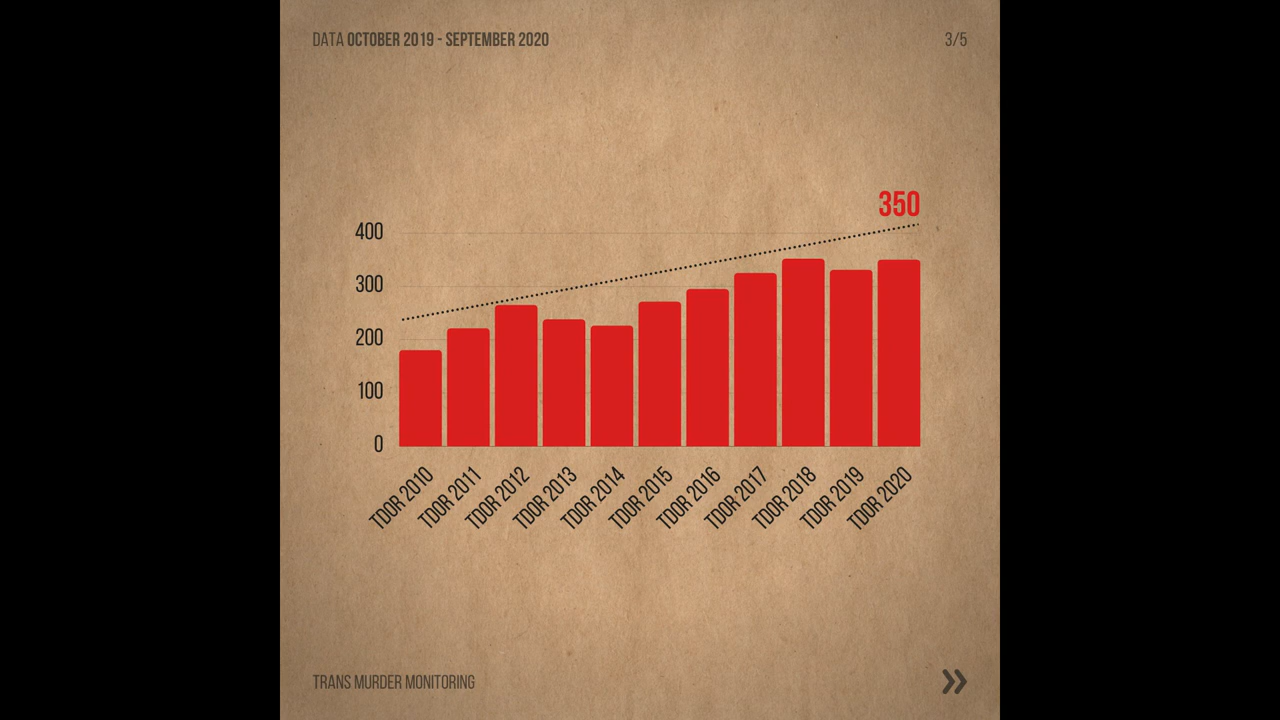 DATA OCTOBER 2019 - SEPTEMBER 2020
3/5
350
400
300
200
100
0
TDOR 2010
TDOR 2011
TDOR 2012
TDOR 2013
TDOR 2014
TDOR 2015
TDOR 2016
TDOR 2017
TDOR 2018
TDOR 2019
TDOR 2020
TRANS MURDER MONITORING